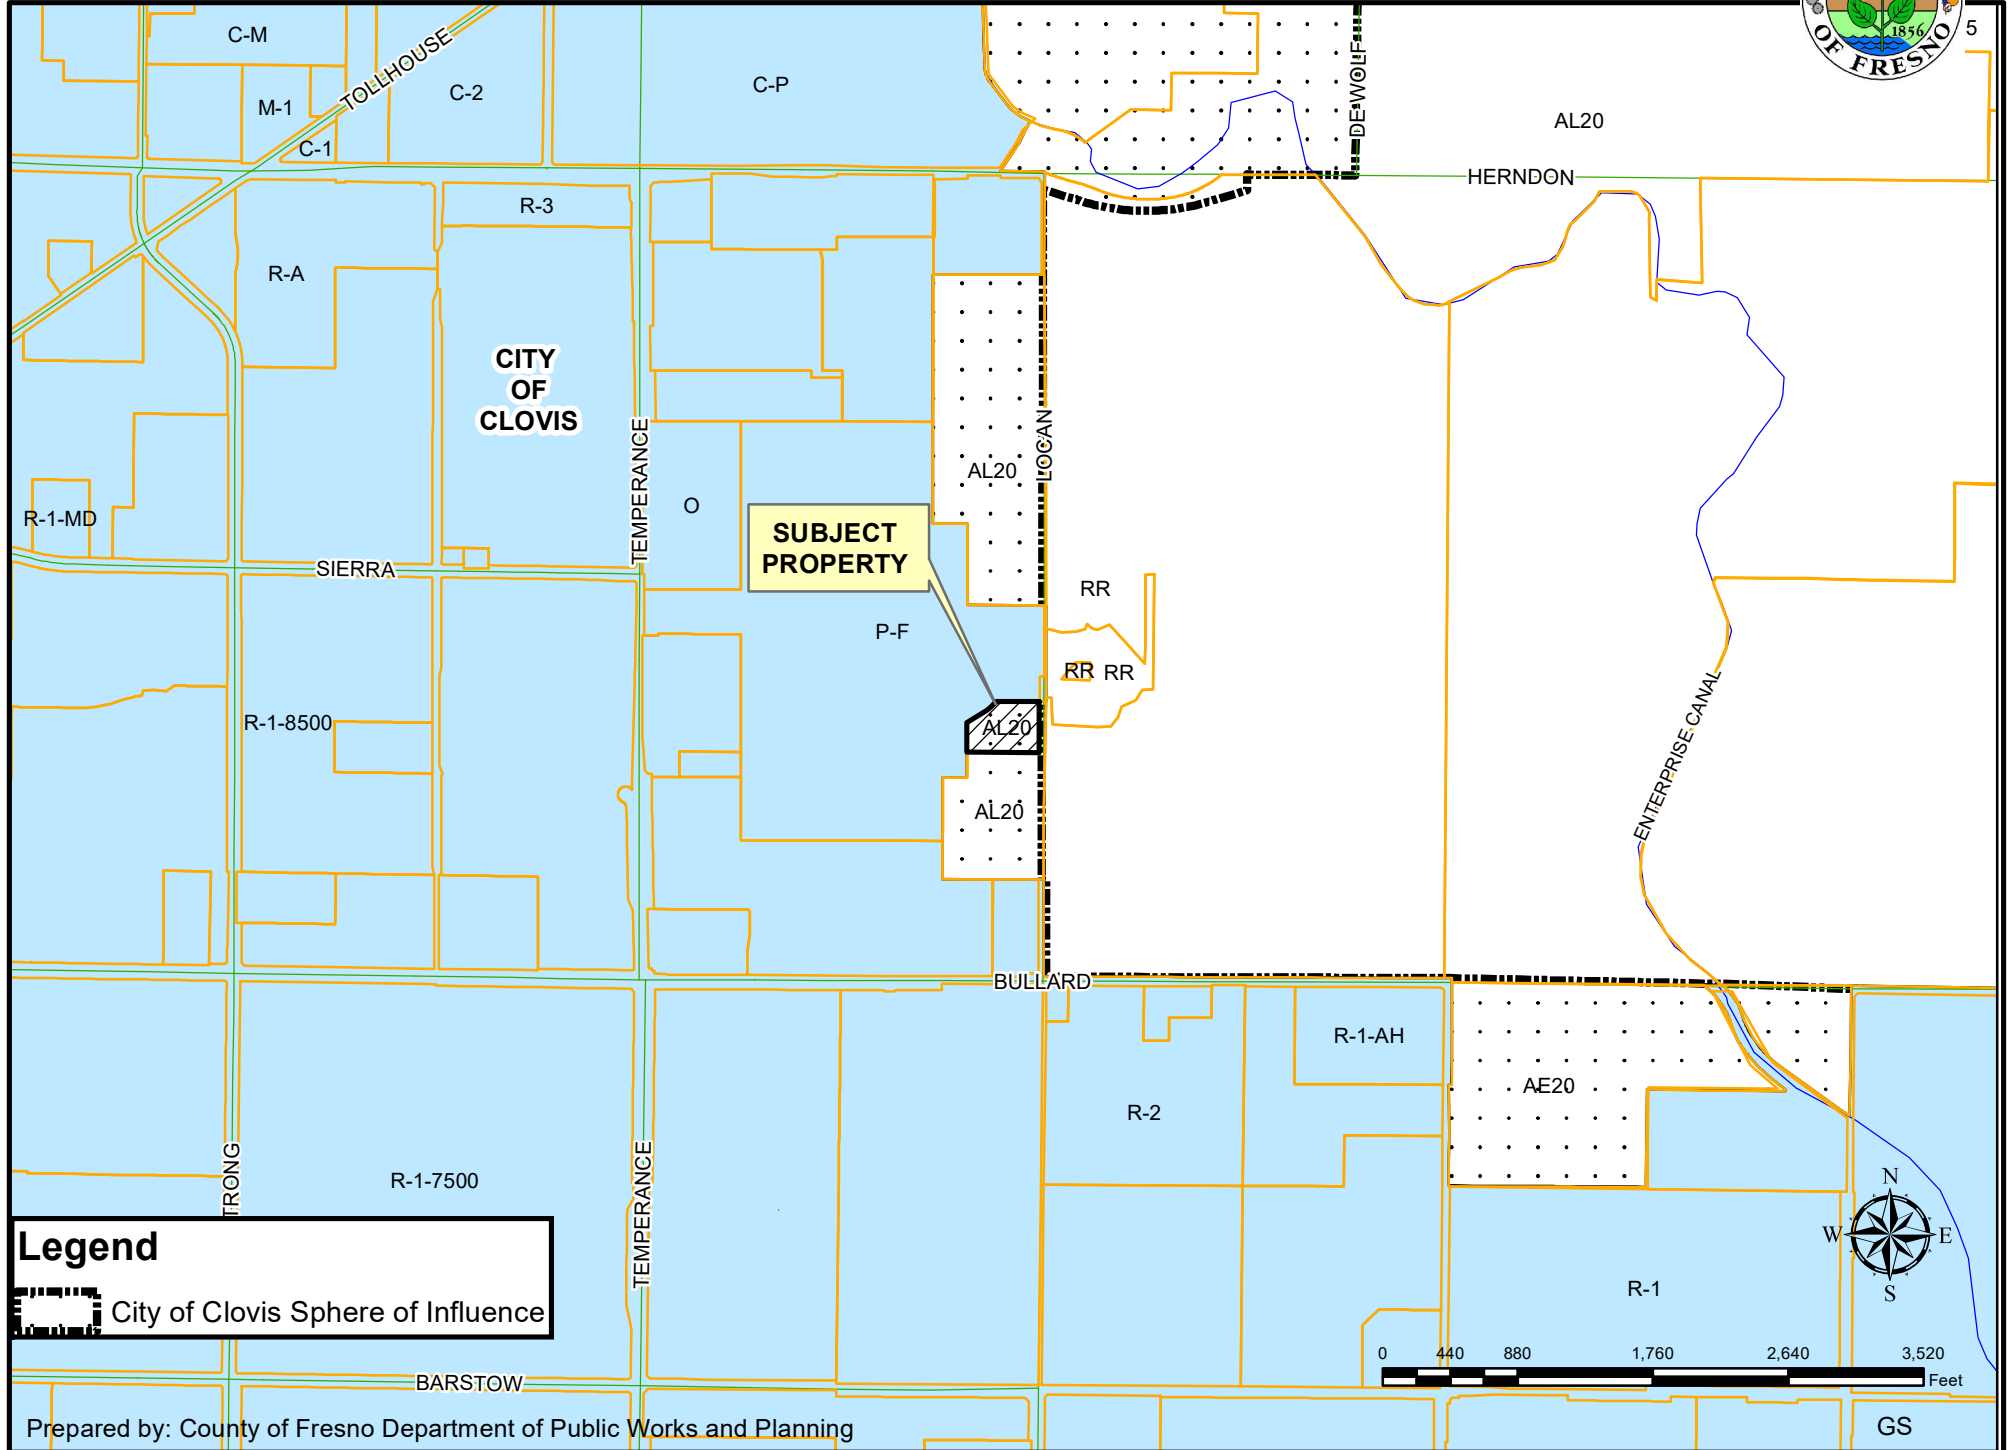 C-M
TOLLHOUSE
C-2
C-P
M-1
C-1
DE WOLF
AL20
1856
OF FRESNO
5
HERNDON
R-3
R-A
CITY
OF
CLOVIS
TEMPERANCE
LOCAN
AL20
R-1-MD
O
SUBJECT
PROPERTY
SIERRA
RR
P-F
RR
RR
ENTERPRISE CANAL
R-1-8500
AL20
AL20
BULLARD
R-1-AH
AE20
R-2
TRONG
TEMPERANCE
R-1-7500
N
W
E
S
R-1
Legend
City of Clovis Sphere of Influence
0 440 880 1,760 2,640 3,520
Feet
BARSTOW
Prepared by: County of Fresno Department of Public Works and Planning
GS